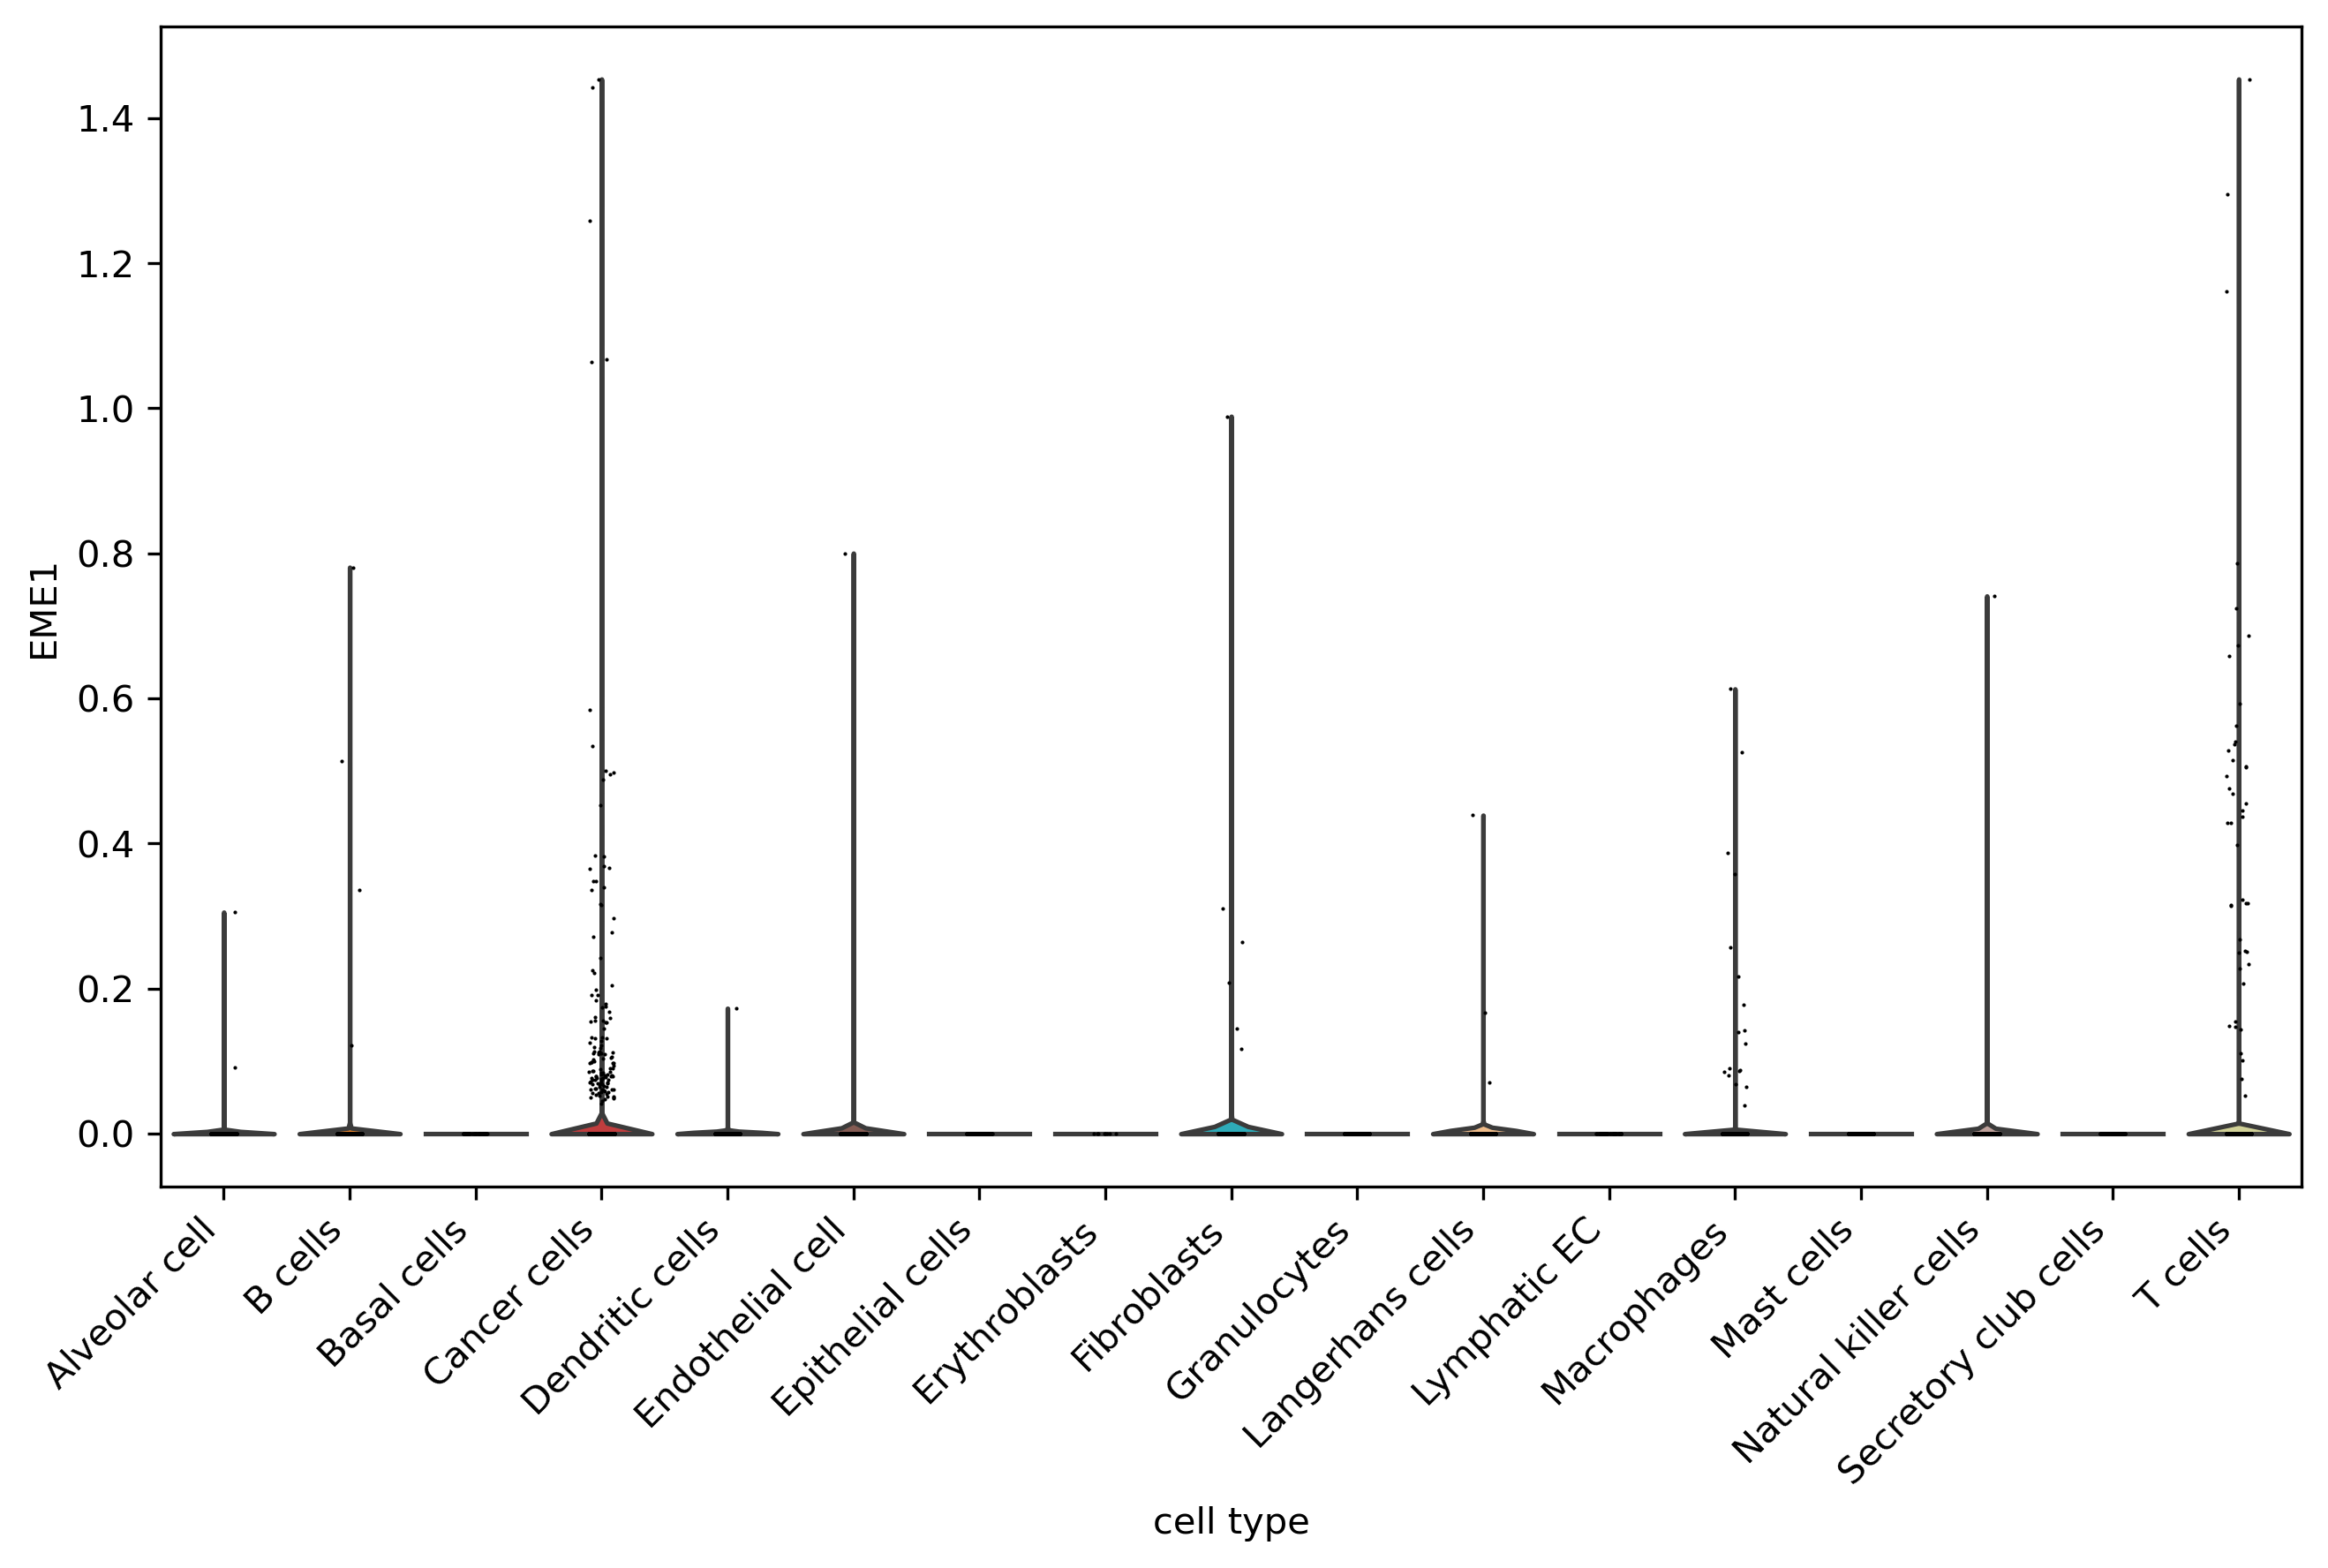 EME1
1.4
1.2
1.0
0.8
0.6
0.4
0.2
0.0
Alveolar cell
B cells
Basal cells
Cancer cells
Dendritic cells
Endothelial cell
Epithelial cells
Erythroblasts
Fibroblasts
Granulocytes
Langerhans cells
Lymphatic EC
Macrophages
Mast cells
Natural killer cells
Secretory club cells
T cells
cell type